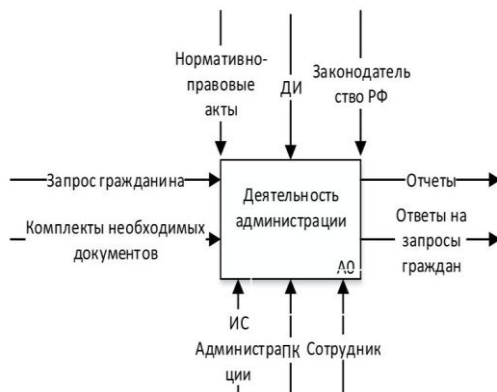 Нормативно-
правовые
акты
ДИ
Законодатель
ство РФ
Запрос гражданина
Комплекты необходимых
документов
Деятельность
администрации
А0
Отчеты
Ответы на
запросы
граждан
ИС
Администра
ции
ПК
Сотрудник